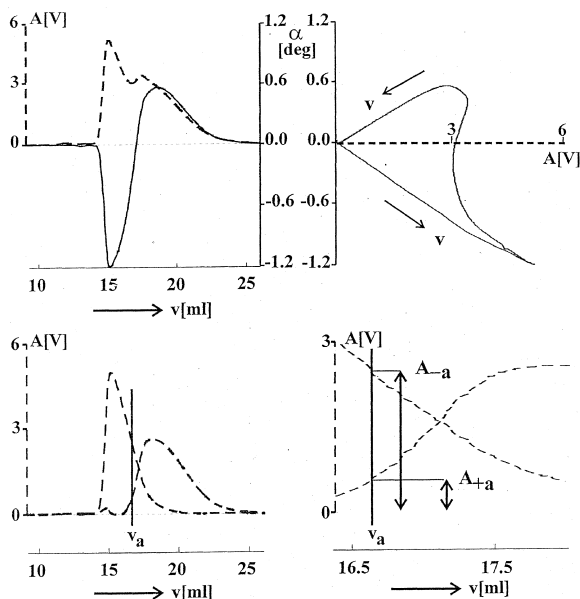 6 A[V]
3
0
1.2 α 1.2
[deg]
0.6 0.6
0.0 0.0
-0.6 -0.6
-1.2 -1.2
10 15 20 25
v[ml]
v
3 6
A[V]
v
6 A[V]
3
0
va
10 15 20 25
v[ml]
3 A[V]
A−a
A+a
0
va
16.5 17.5
v[ml]